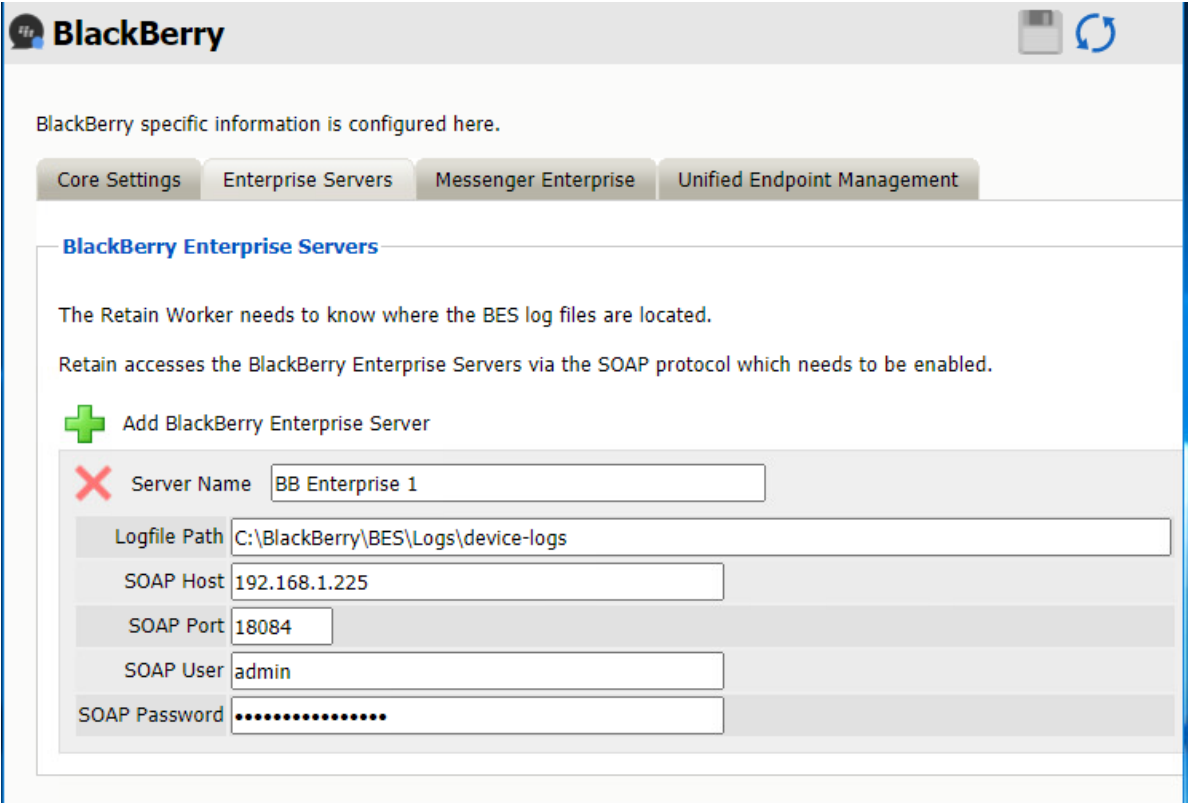 BlackBerry
BlackBerry specific information is configured here.
Core Settings Enterprise Servers Messenger Enterprise Unified Endpoint Management
BlackBerry Enterprise Servers
The Retain Worker needs to know where the BES log files are located.
Retain accesses the BlackBerry Enterprise Servers via the SOAP protocol which needs to be enabled.
Add BlackBerry Enterprise Server
Server Name BB Enterprise 1
Logfile Path C:\BlackBerry\BES\Logs\device-logs
SOAP Host 192.168.1.225
SOAP Port 18084
SOAP User admin
SOAP Password ••••••••••••••••